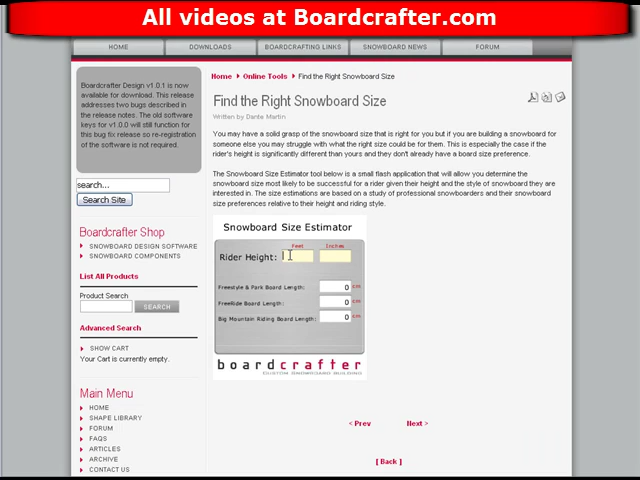 All videos at Boardcrafter.com
HOME
DOWNLOADS
BOARDCRAFTING LINKS
SNOWBOARD NEWS
FORUM
Boardcrafter Design v1.0.1 is now
available for download. This release
addresses two bugs described in
the release notes. The old software
keys for v1.0.0 will still function for
this bug fix release so re-registration
of the software is not required.
search...
Search Site
Boardcrafter Shop
SNOWBOARD DESIGN SOFTWARE
SNOWBOARD COMPONENTS
List All Products
Product Search
SEARCH
Advanced Search
SHOW CART
Your Cart is currently empty.
Main Menu
HOME
SHAPE LIBRARY
FORUM
FAQS
ARTICLES
ARCHIVE
CONTACT US
Home Online Tools Find the Right Snowboard Size
Find the Right Snowboard Size
Written by Dante Martin
You may have a solid grasp of the snowboard size that is right for you but if you are building a snowboard for
someone else you may struggle with what the right size could be for them. This is especially the case if the
rider's height is significantly different than yours and they don't already have a board size preference.
The Snowboard Size Estimator tool below is a small flash application that will allow you determine the
snowboard size most likely to be successful for a rider given their height and the style of snowboard they are
interested in. The size estimations are based on a study of professional snowboarders and their snowboard
size preferences relative to their height and riding style.
Snowboard Size Estimator
Feet Inches
Rider Height:
Freestyle & Park Board Length: 0 cm
FreeRide Board Length: 0 cm
Big Mountain Riding Board Length: 0 cm
boardcrafter
< Prev Next >
[ Back ]